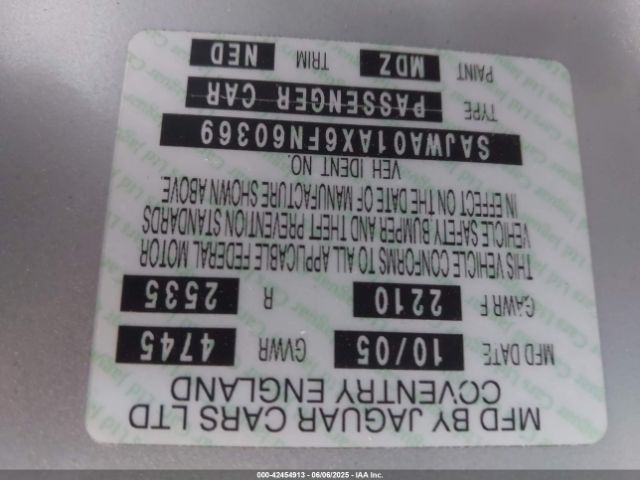 MFD BY JAGUAR CARS LTD
COVENTRY ENGLAND
MFD DATE 10/05 GVWR 4745
GAWR F 2210 R 2535
THIS VEHICLE CONFORMS TO ALL APPLICABLE FEDERAL MOTOR
VEHICLE SAFETY BUMPER AND THEFT PREVENTION STANDARDS
IN EFFECT ON THE DATE OF MANUFACTURE SHOWN ABOVE.
VEH. IDENT NO.
SAJWA01AX6FN60369
TYPE PASSENGER CAR
PAINT MDZ TRIM NED
000-42454913 - 06/06/2025 - IAA Inc.